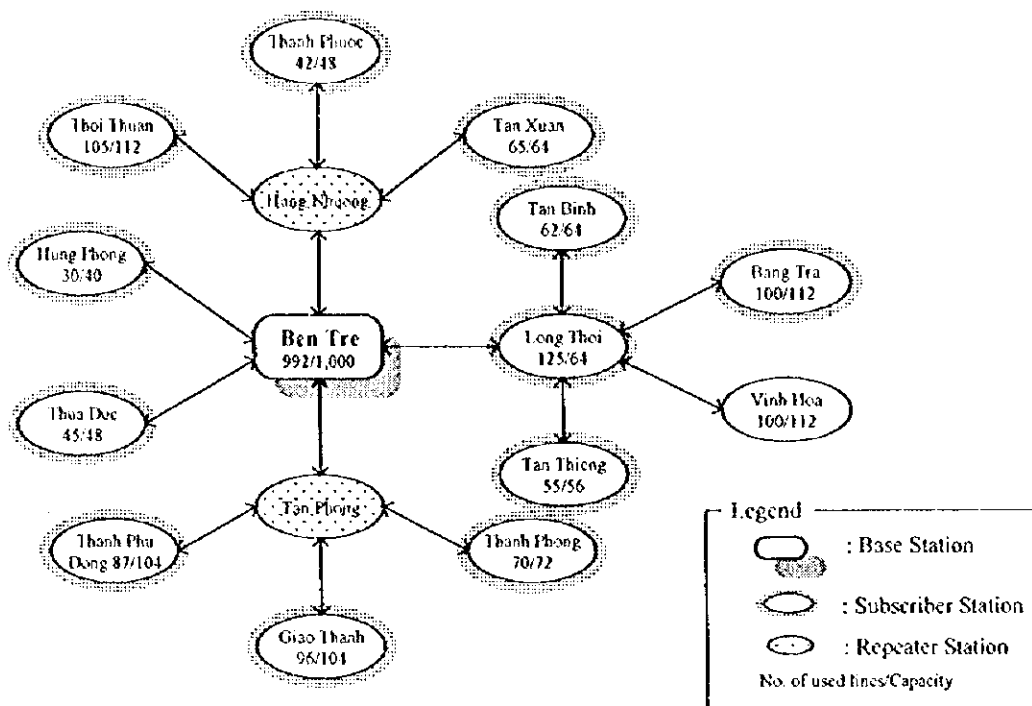 Thanh Phuoc
42/48
Thoi Thuan
105/112
Tan Xuan
65/64
Tan Binh
62/64
Hung Phong
30/40
Bang Tra
100/112
Ben Tre
992/1,000
Long Thoi
125/64
Thua Duc
45/48
Vinh Hoa
100/112
Tan Thieng
55/56
Tan Phong
Thanh Phu
Dong 87/104
Thanh Phong
70/72
Giao Thanh
96/104
Legend
: Base Station
: Subscriber Station
: Repeater Station
No. of used lines/Capacity